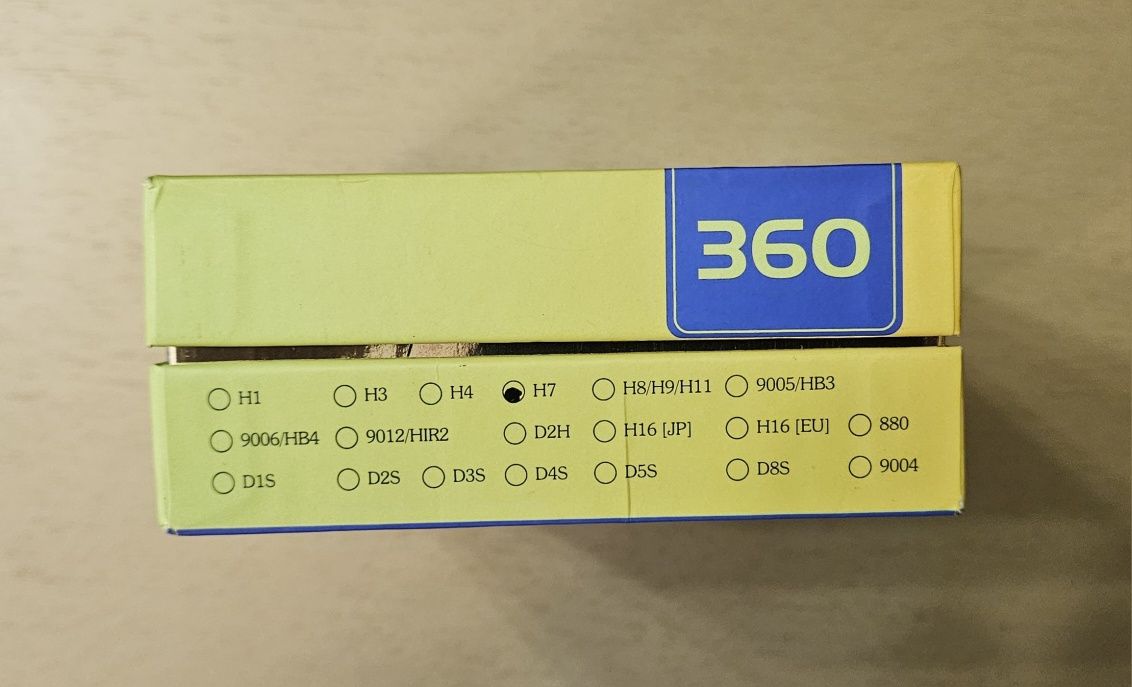 360
H1 H3 H4 H7 H8/H9/H11 9005/HB3
9006/HB4 9012/HIR2 D2H H16 [JP] H16 [EU] 880
D1S D2S D3S D4S D5S D8S 9004